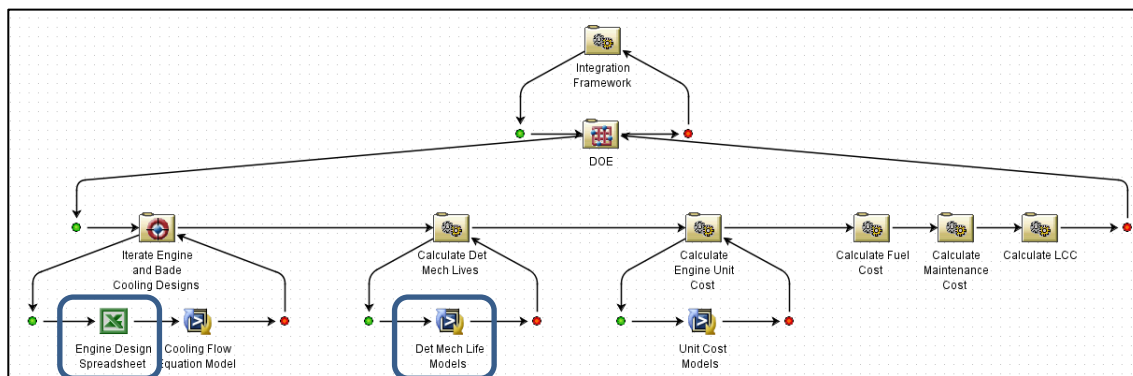 Integration
Framework
DOE
Iterate Engine
and Bade
Cooling Designs
Calculate Det
Mech Lives
Calculate
Engine Unit
Cost
Calculate Fuel
Cost
Calculate
Maintenance
Cost
Calculate LCC
Engine Design
Spreadsheet
Cooling Flow
Equation Model
Det Mech Life
Models
Unit Cost
Models